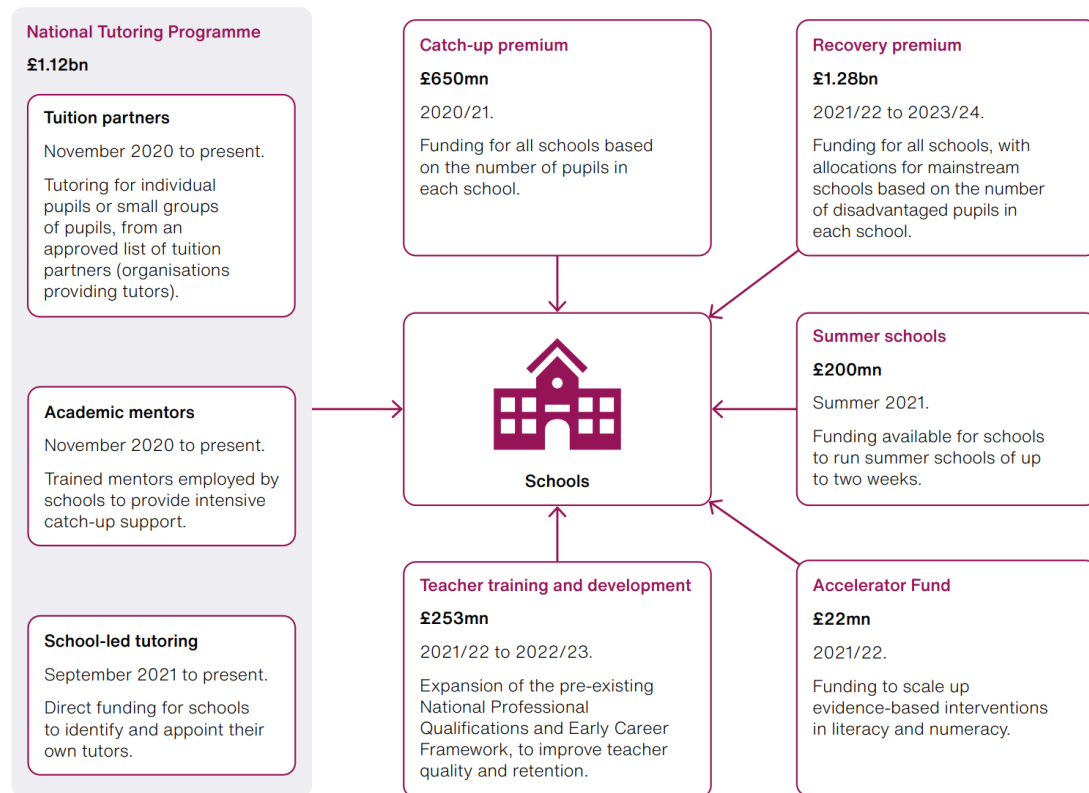 National Tutoring Programme
£1.12bn
Tuition partners
November 2020 to present.
Tutoring for individual
pupils or small groups
of pupils, from an
approved list of tuition
partners (organisations
providing tutors).
Academic mentors
November 2020 to present.
Trained mentors employed by
schools to provide intensive
catch-up support.
School-led tutoring
September 2021 to present.
Direct funding for schools
to identify and appoint their
own tutors.
Catch-up premium
£650mn
2020/21.
Funding for all schools based
on the number of pupils in
each school.
Recovery premium
£1.28bn
2021/22 to 2023/24.
Funding for all schools, with
allocations for mainstream
schools based on the number
of disadvantaged pupils in
each school.
Schools
Summer schools
£200mn
Summer 2021.
Funding available for schools
to run summer schools of up
to two weeks.
Teacher training and development
£253mn
2021/22 to 2022/23.
Expansion of the pre-existing
National Professional
Qualifications and Early Career
Framework, to improve teacher
quality and retention.
Accelerator Fund
£22mn
2021/22.
Funding to scale up
evidence-based interventions
in literacy and numeracy.